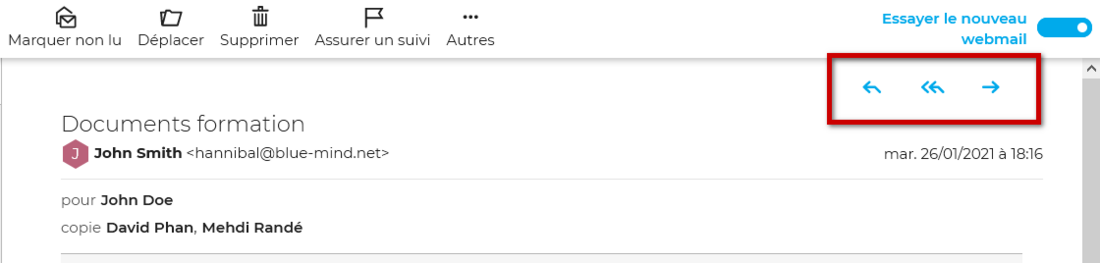 Marquer non lu Déplacer Supprimer Assurer un suivi Autres
Essayer le nouveau
webmail
Documents formation
J John Smith <hannibal@blue-mind.net> mar. 26/01/2021 à 18:16
pour John Doe
copie David Phan, Mehdi Randé